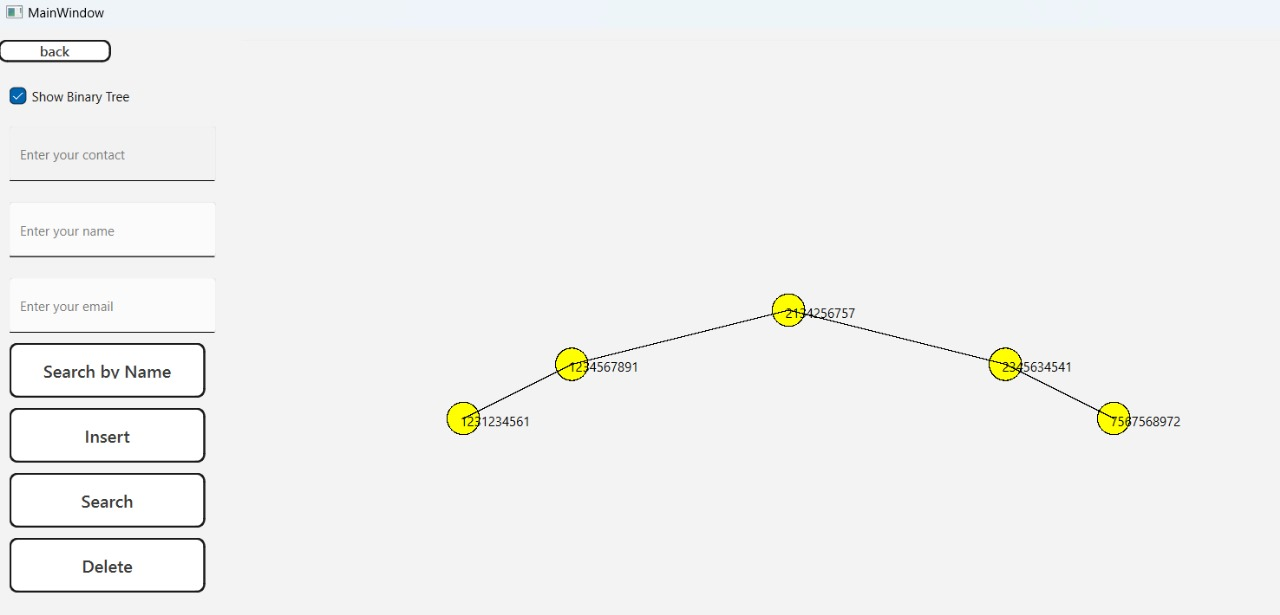 MainWindow
back
Show Binary Tree
Enter your contact
Enter your name
Enter your email
Search by Name
Insert
Search
Delete
2134256757
1234567891
2345634541
1231234561
7567568972